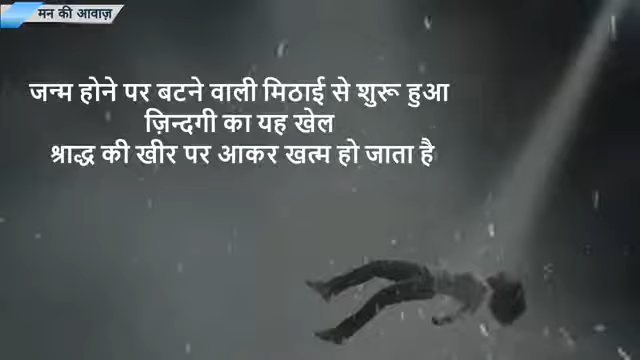 मन की आवाज़
जन्म होने पर बटने वाली मिठाई से शुरू हुआ
ज़िन्दगी का यह खेल
श्राद्ध की खीर पर आकर खत्म हो जाता है